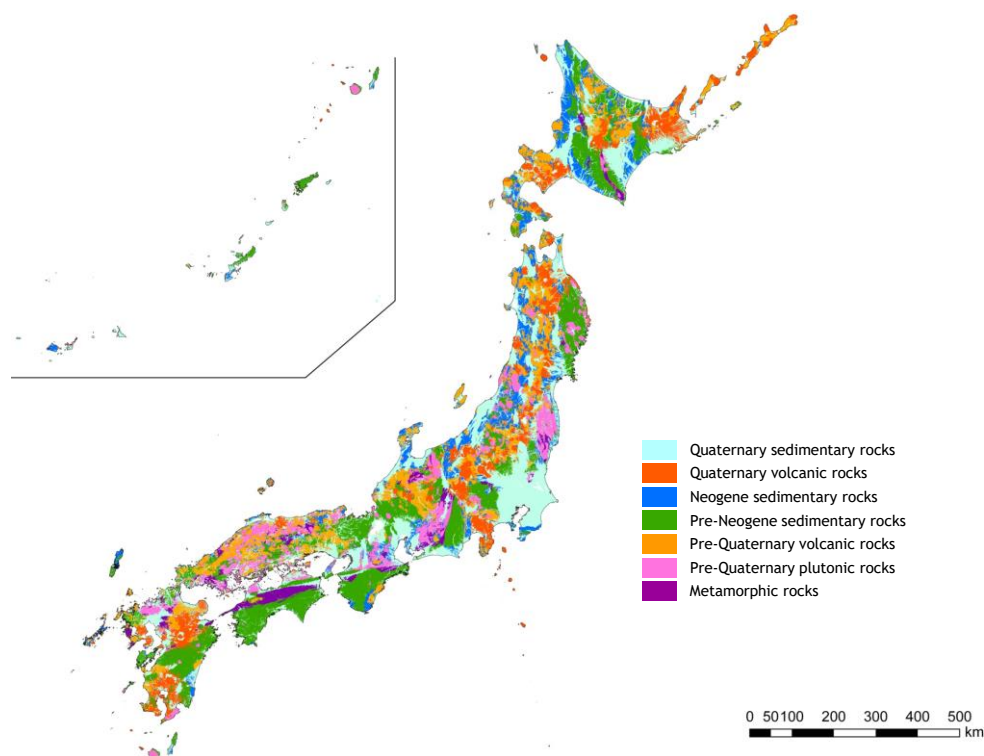 Quaternary sedimentary rocks
Quaternary volcanic rocks
Neogene sedimentary rocks
Pre-Neogene sedimentary rocks
Pre-Quaternary volcanic rocks
Pre-Quaternary plutonic rocks
Metamorphic rocks
0 50 100 200 300 400 500
km